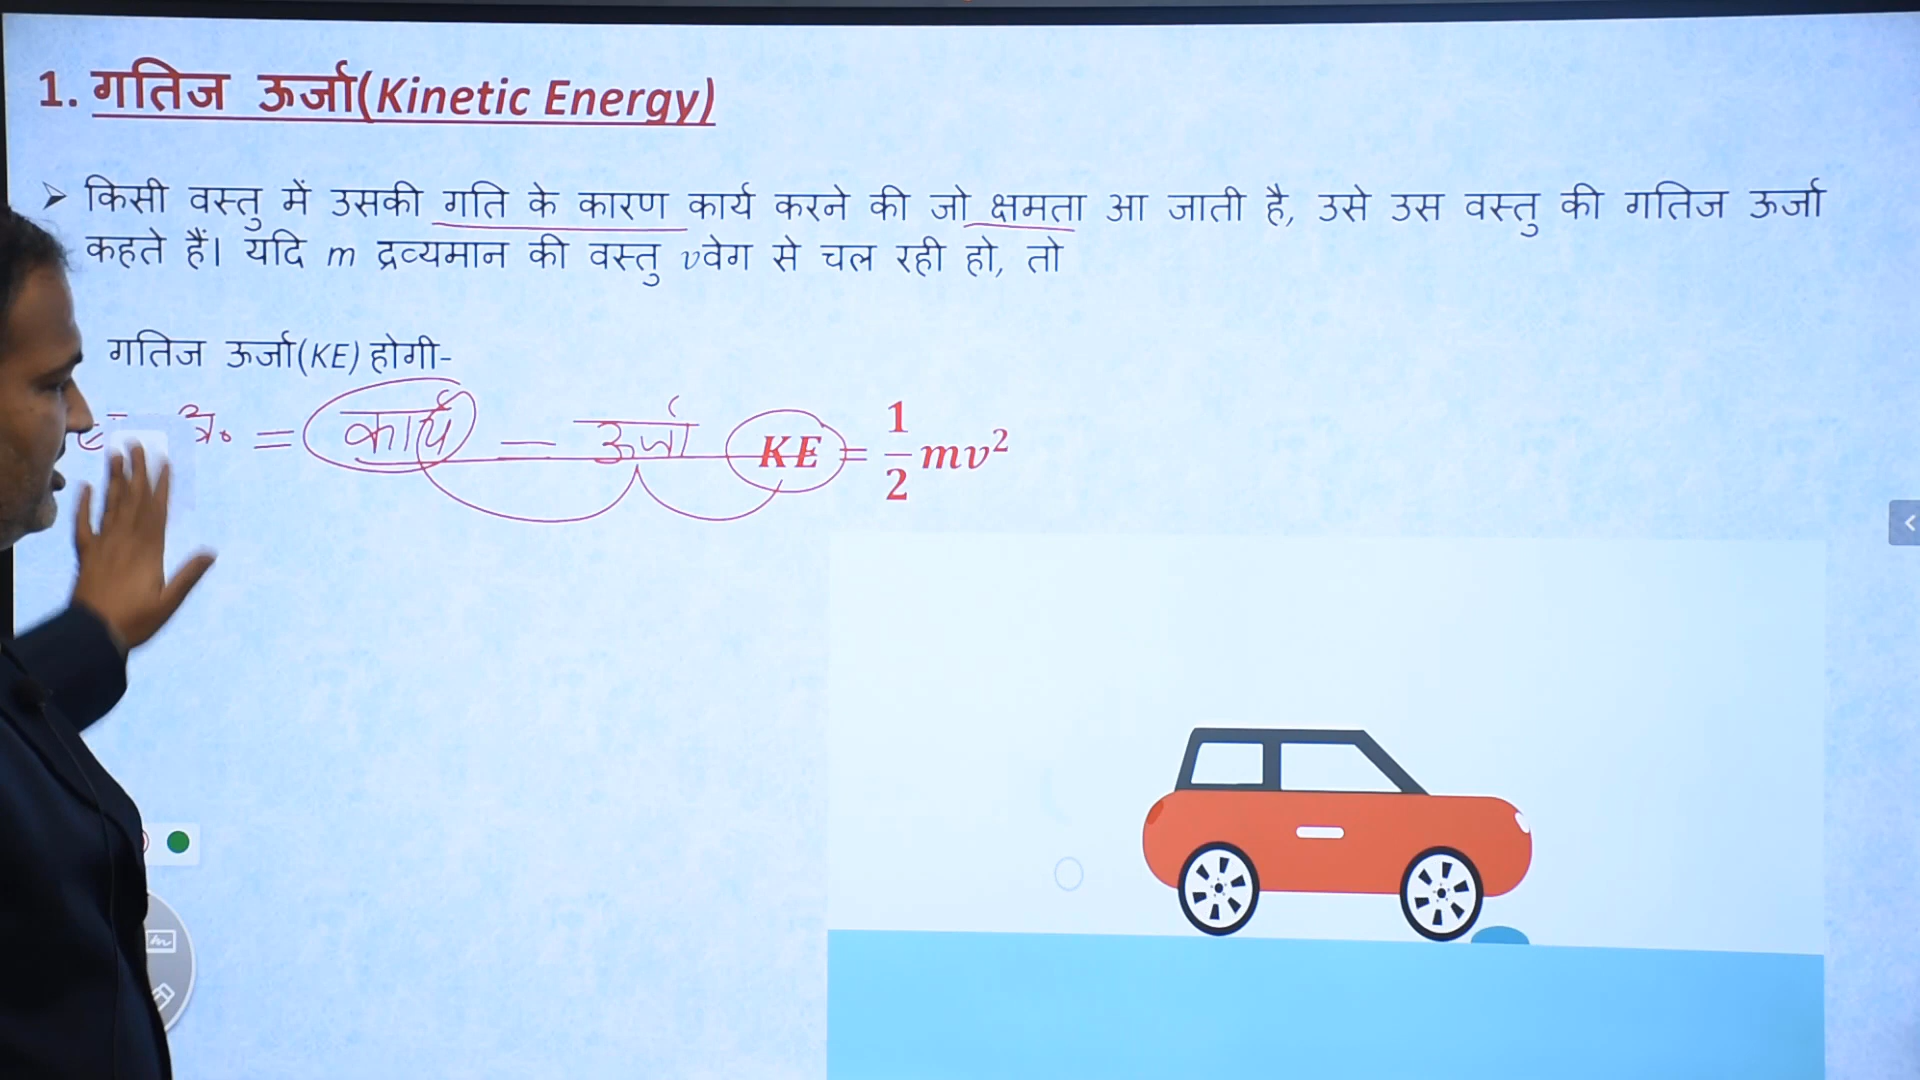 1. गतिज ऊर्जा(Kinetic Energy)
➤ किसी वस्तु में उसकी गति के कारण कार्य करने की जो क्षमता आ जाती है, उसे उस वस्तु की गतिज ऊर्जा
कहते हैं। यदि m द्रव्यमान की वस्तु v वेग से चल रही हो, तो
गतिज ऊर्जा(KE) होगी-
= कार्य — ऊर्जा KE = 1/2 mv²